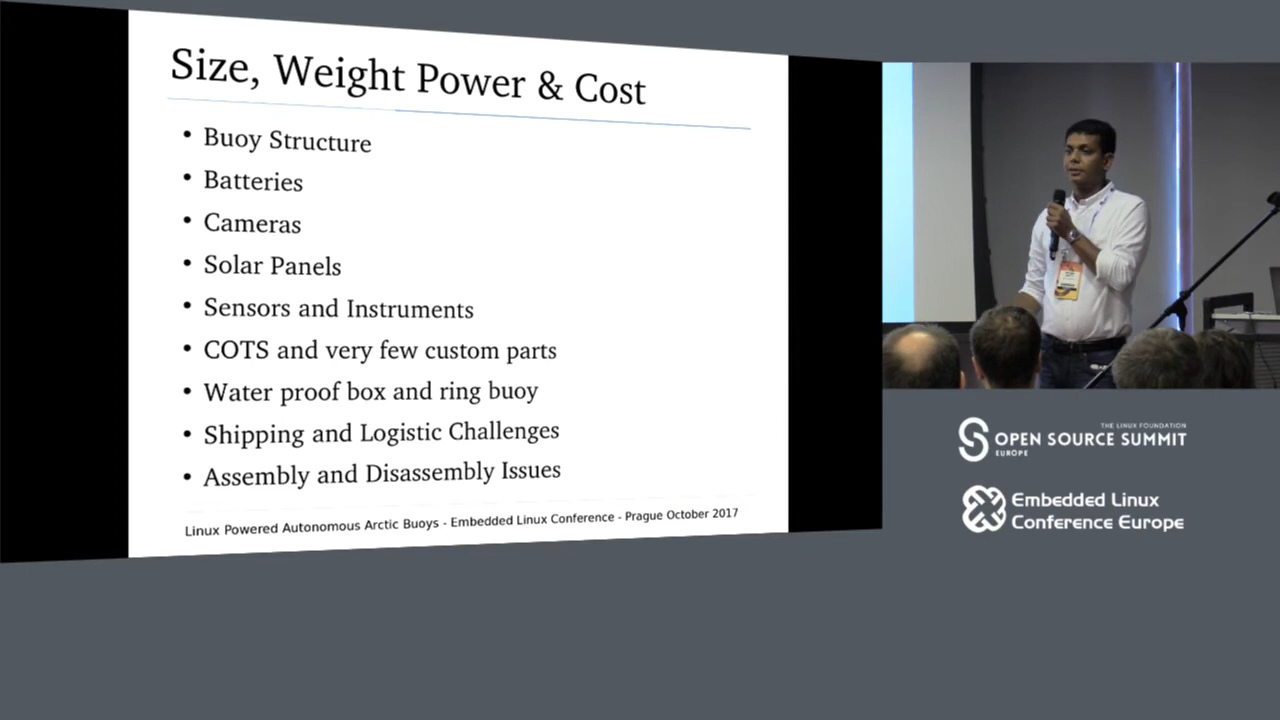 Size, Weight Power & Cost
• Buoy Structure
• Batteries
• Cameras
• Solar Panels
• Sensors and Instruments
• COTS and very few custom parts
• Water proof box and ring buoy
• Shipping and Logistic Challenges
• Assembly and Disassembly Issues
Linux Powered Autonomous Arctic Buoys - Embedded Linux Conference - Prague October 2017
THE LINUX FOUNDATION
OPEN SOURCE SUMMIT
EUROPE
Embedded Linux
Conference Europe